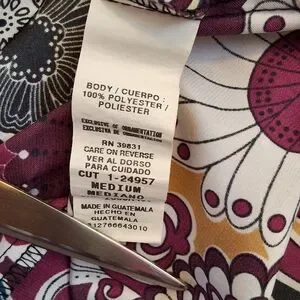 BODY / CUERPO :
100% POLYESTER /
POLIESTER
EXCLUSIVE OF ORNAMENTATION
EXCLUSIVA DE ORNAMENTACION
RN 39831
CARE ON REVERSE
VER AL DORSO
PARA CUIDADO
CUT 1-24957
MEDIUM
MEDIANO
MADE IN GUATEMALA
HECHO EN
GUATEMALA